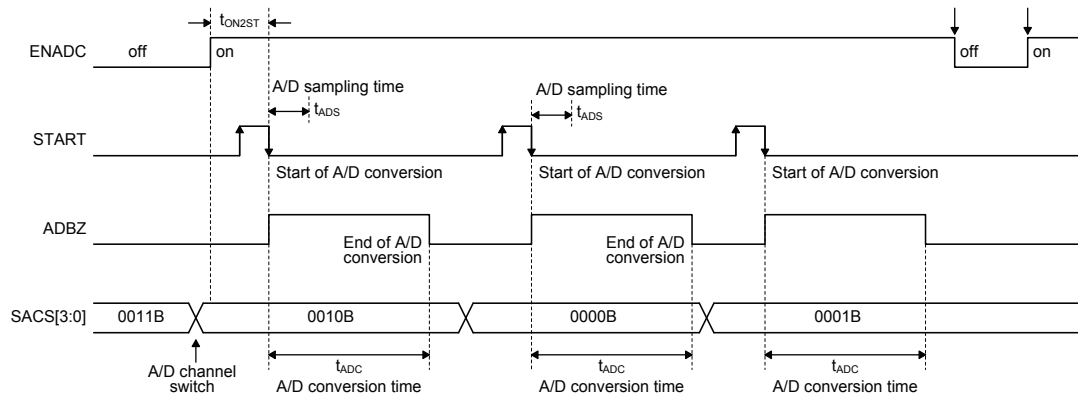 tON2ST
ENADC
off
on
off
on
A/D sampling time
tADS
A/D sampling time
tADS
START
Start of A/D conversion
Start of A/D conversion
Start of A/D conversion
ADBZ
End of A/D
conversion
End of A/D
conversion
SACS[3:0]
0011B
0010B
0000B
0001B
A/D channel
switch
tADC
A/D conversion time
tADC
A/D conversion time
tADC
A/D conversion time